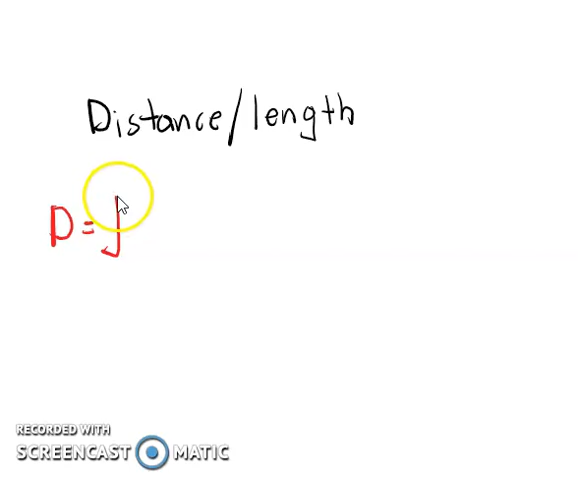 Distance/length
D = ∫
RECORDED WITH
SCREENCAST MATIC